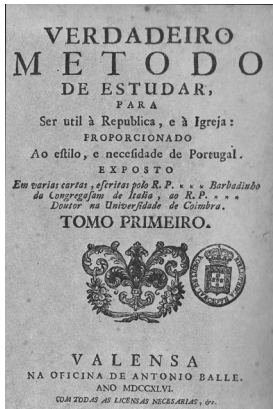 VERDADEIRO
METODO
DE ESTUDAR,
PARA
Ser util à Republica, e à Igreja:
PROPORCIONADO
Ao estilo, e necesidade de Portugal.
EXPOSTO
Em varias cartas, escritas polo R. P. * * * Barbadinho
da Congregasam de Italia, ao R. P. * * *
Doutor na Universidade de Coimbra.
TOMO PRIMEIRO.
VALENSA
NA OFICINA DE ANTONIO BALLE.
ANO MDCCXLVI.
COM TODAS AS LICENSAS NECESARIAS, &c.